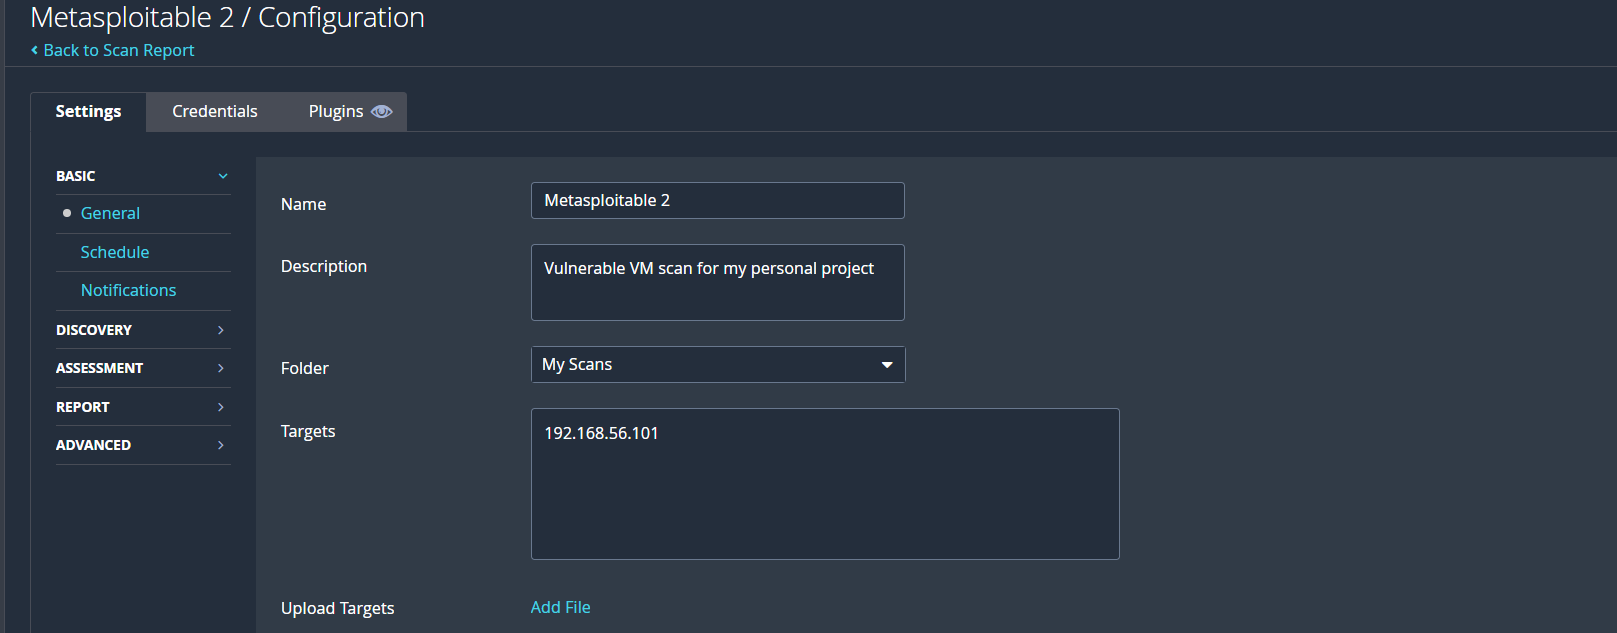 Metasploitable 2 / Configuration
Back to Scan Report
Settings Credentials Plugins
BASIC
General
Schedule
Notifications
DISCOVERY
ASSESSMENT
REPORT
ADVANCED
Name Metasploitable 2
Description Vulnerable VM scan for my personal project
Folder My Scans
Targets 192.168.56.101
Upload Targets Add File